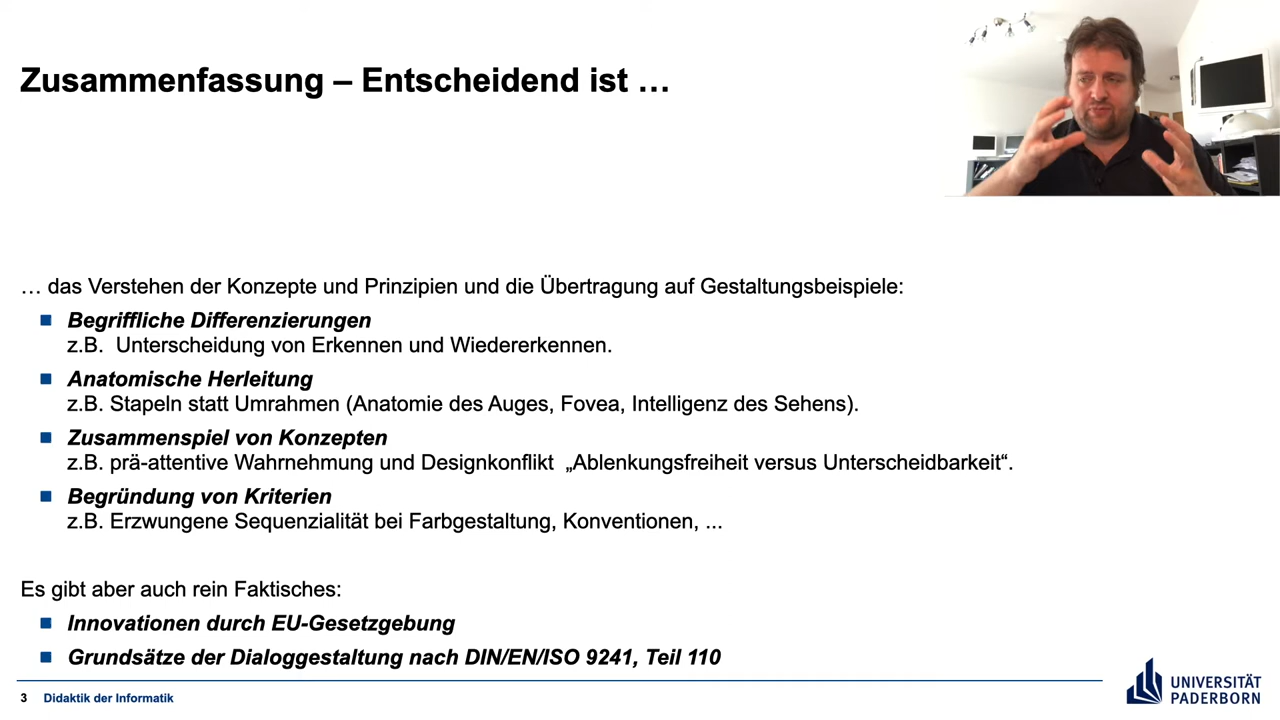 Zusammenfassung – Entscheidend ist …
… das Verstehen der Konzepte und Prinzipien und die Übertragung auf Gestaltungsbeispiele:
Begriffliche Differenzierungen
z.B. Unterscheidung von Erkennen und Wiedererkennen.
Anatomische Herleitung
z.B. Stapeln statt Umrahmen (Anatomie des Auges, Fovea, Intelligenz des Sehens).
Zusammenspiel von Konzepten
z.B. prä-attentive Wahrnehmung und Designkonflikt „Ablenkungsfreiheit versus Unterscheidbarkeit“.
Begründung von Kriterien
z.B. Erzwungene Sequenzialität bei Farbgestaltung, Konventionen, ...
Es gibt aber auch rein Faktisches:
Innovationen durch EU-Gesetzgebung
Grundsätze der Dialoggestaltung nach DIN/EN/ISO 9241, Teil 110
3 Didaktik der Informatik
UNIVERSITÄT
PADERBORN